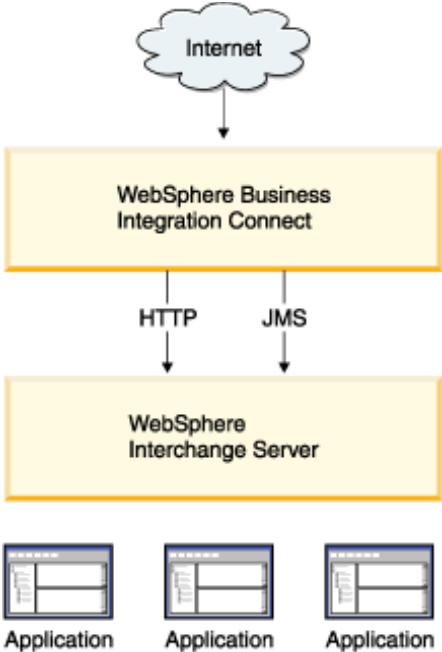 Internet
WebSphere Business
Integration Connect
HTTP JMS
WebSphere
Interchange Server
Application Application Application